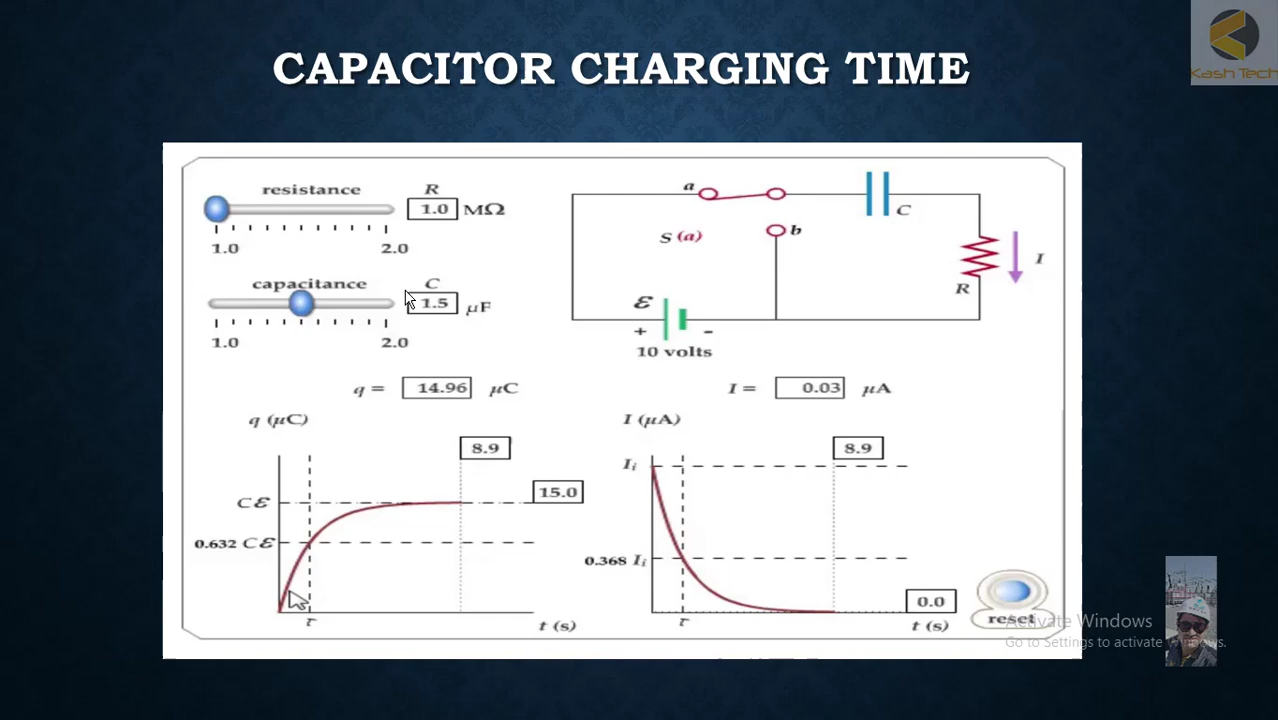 Kash Tech
CAPACITOR CHARGING TIME
resistance
R
1.0 MΩ
1.0 2.0
capacitance
C
1.5 μF
1.0 2.0
a
b
S (a)
C
R
I
ℰ
+ -
10 volts
q = 14.96 μC
I = 0.03 μA
q (μC)
8.9
15.0
Cℰ
0.632 Cℰ
τ
t (s)
I (μA)
8.9
Ii
0.368 Ii
0.0
τ
t (s)
reset
Activate Windows
Go to Settings to activate Windows.